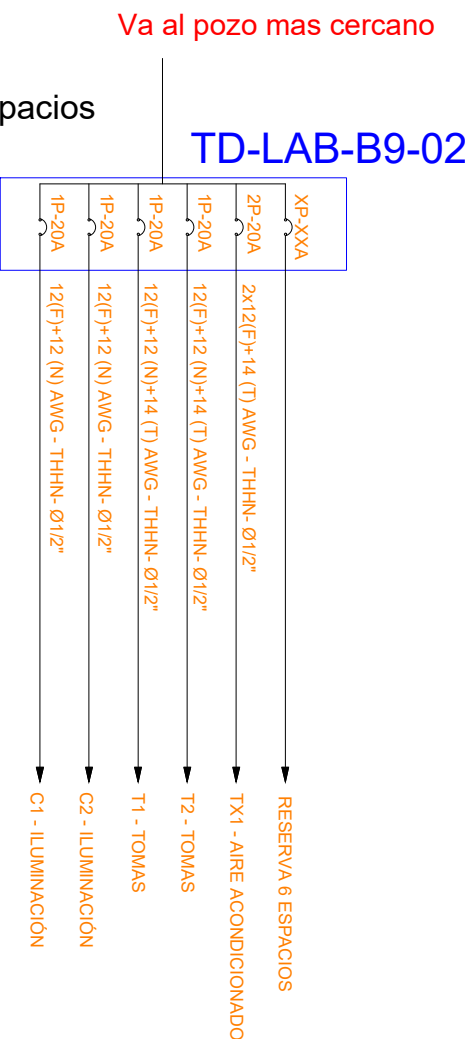 Va al pozo mas cercano
pacios
TD-LAB-B9-02
1P-20A
1P-20A
1P-20A
1P-20A
2P-20A
XP-XXA
12(F)+12 (N) AWG - THHN- Ø1/2"
12(F)+12 (N) AWG - THHN- Ø1/2"
12(F)+12 (N)+14 (T) AWG - THHN- Ø1/2"
12(F)+12 (N)+14 (T) AWG - THHN- Ø1/2"
2x12(F)+14 (T) AWG - THHN- Ø1/2"
C1 - ILUMINACIÓN
C2 - ILUMINACIÓN
T1 - TOMAS
T2 - TOMAS
TX1 - AIRE ACONDICIONADO
RESERVA 6 ESPACIOS